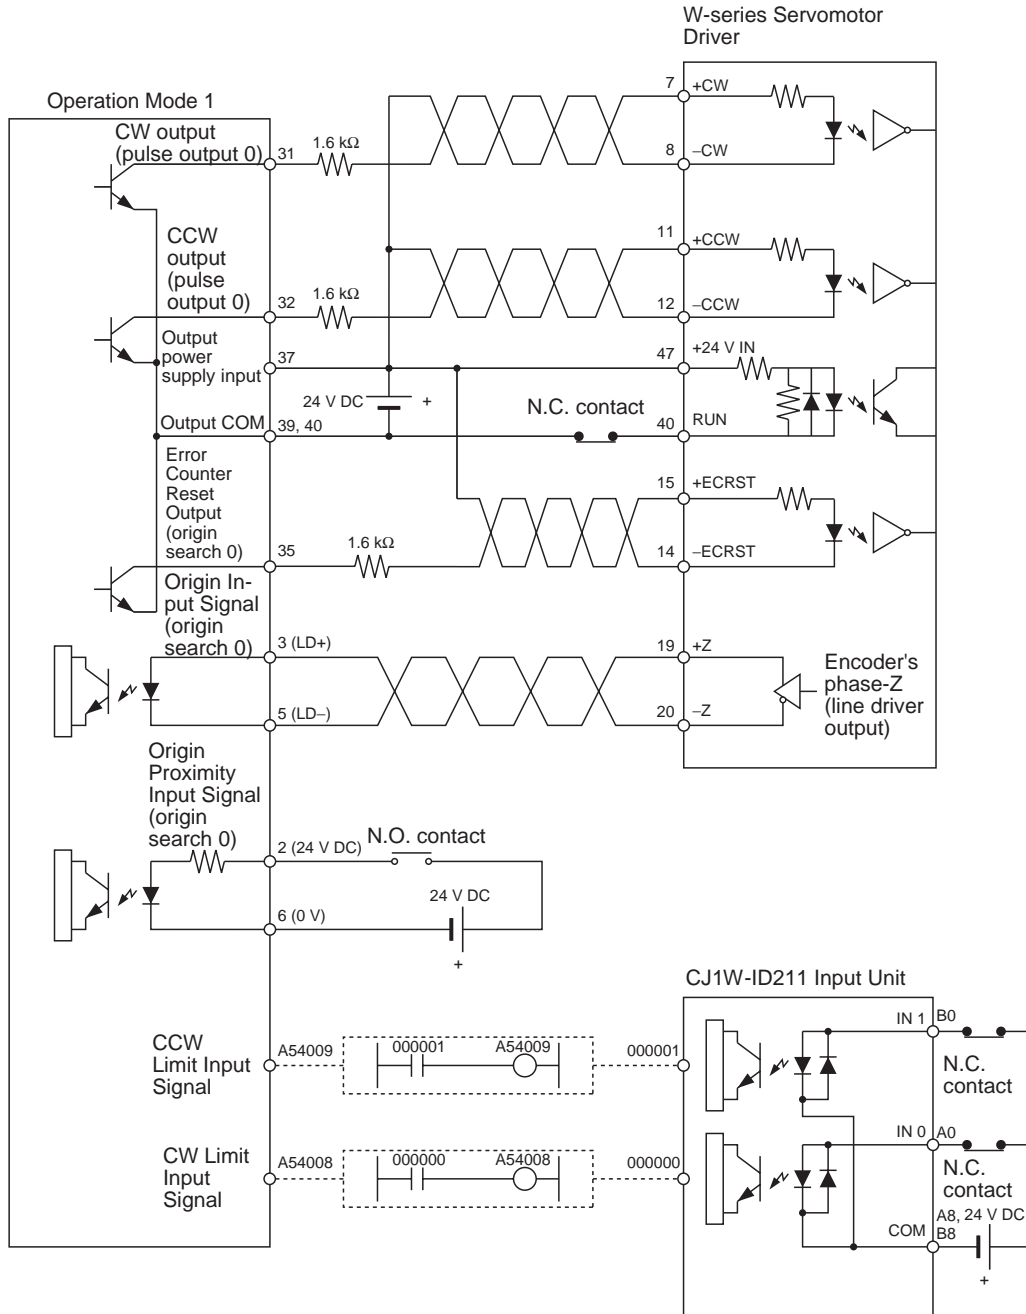 W-series Servomotor
Driver
Operation Mode 1
7
+CW
CW output
(pulse output 0)
31
1.6 kΩ
8
–CW
CCW
output
(pulse
output 0)
11
+CCW
32
1.6 kΩ
12
–CCW
Output
power
supply input
37
47
+24 V IN
24 V DC
+
N.C. contact
Output COM
39, 40
40
RUN
Error
Counter
Reset
Output
(origin
search 0)
15
+ECRST
35
1.6 kΩ
14
–ECRST
Origin In-
put Signal
(origin
search 0)
3 (LD+)
19
+Z
Encoder's
phase-Z
(line driver
output)
5 (LD–)
20
–Z
Origin
Proximity
Input Signal
(origin
search 0)
2 (24 V DC)
N.O. contact
24 V DC
6 (0 V)
+
CJ1W-ID211 Input Unit
IN 1
B0
CCW
Limit Input
Signal
A54009
000001
A54009
000001
N.C.
contact
IN 0
A0
CW Limit
Input
Signal
A54008
000000
A54008
000000
N.C.
contact
COM
A8,
B8
24 V DC
+